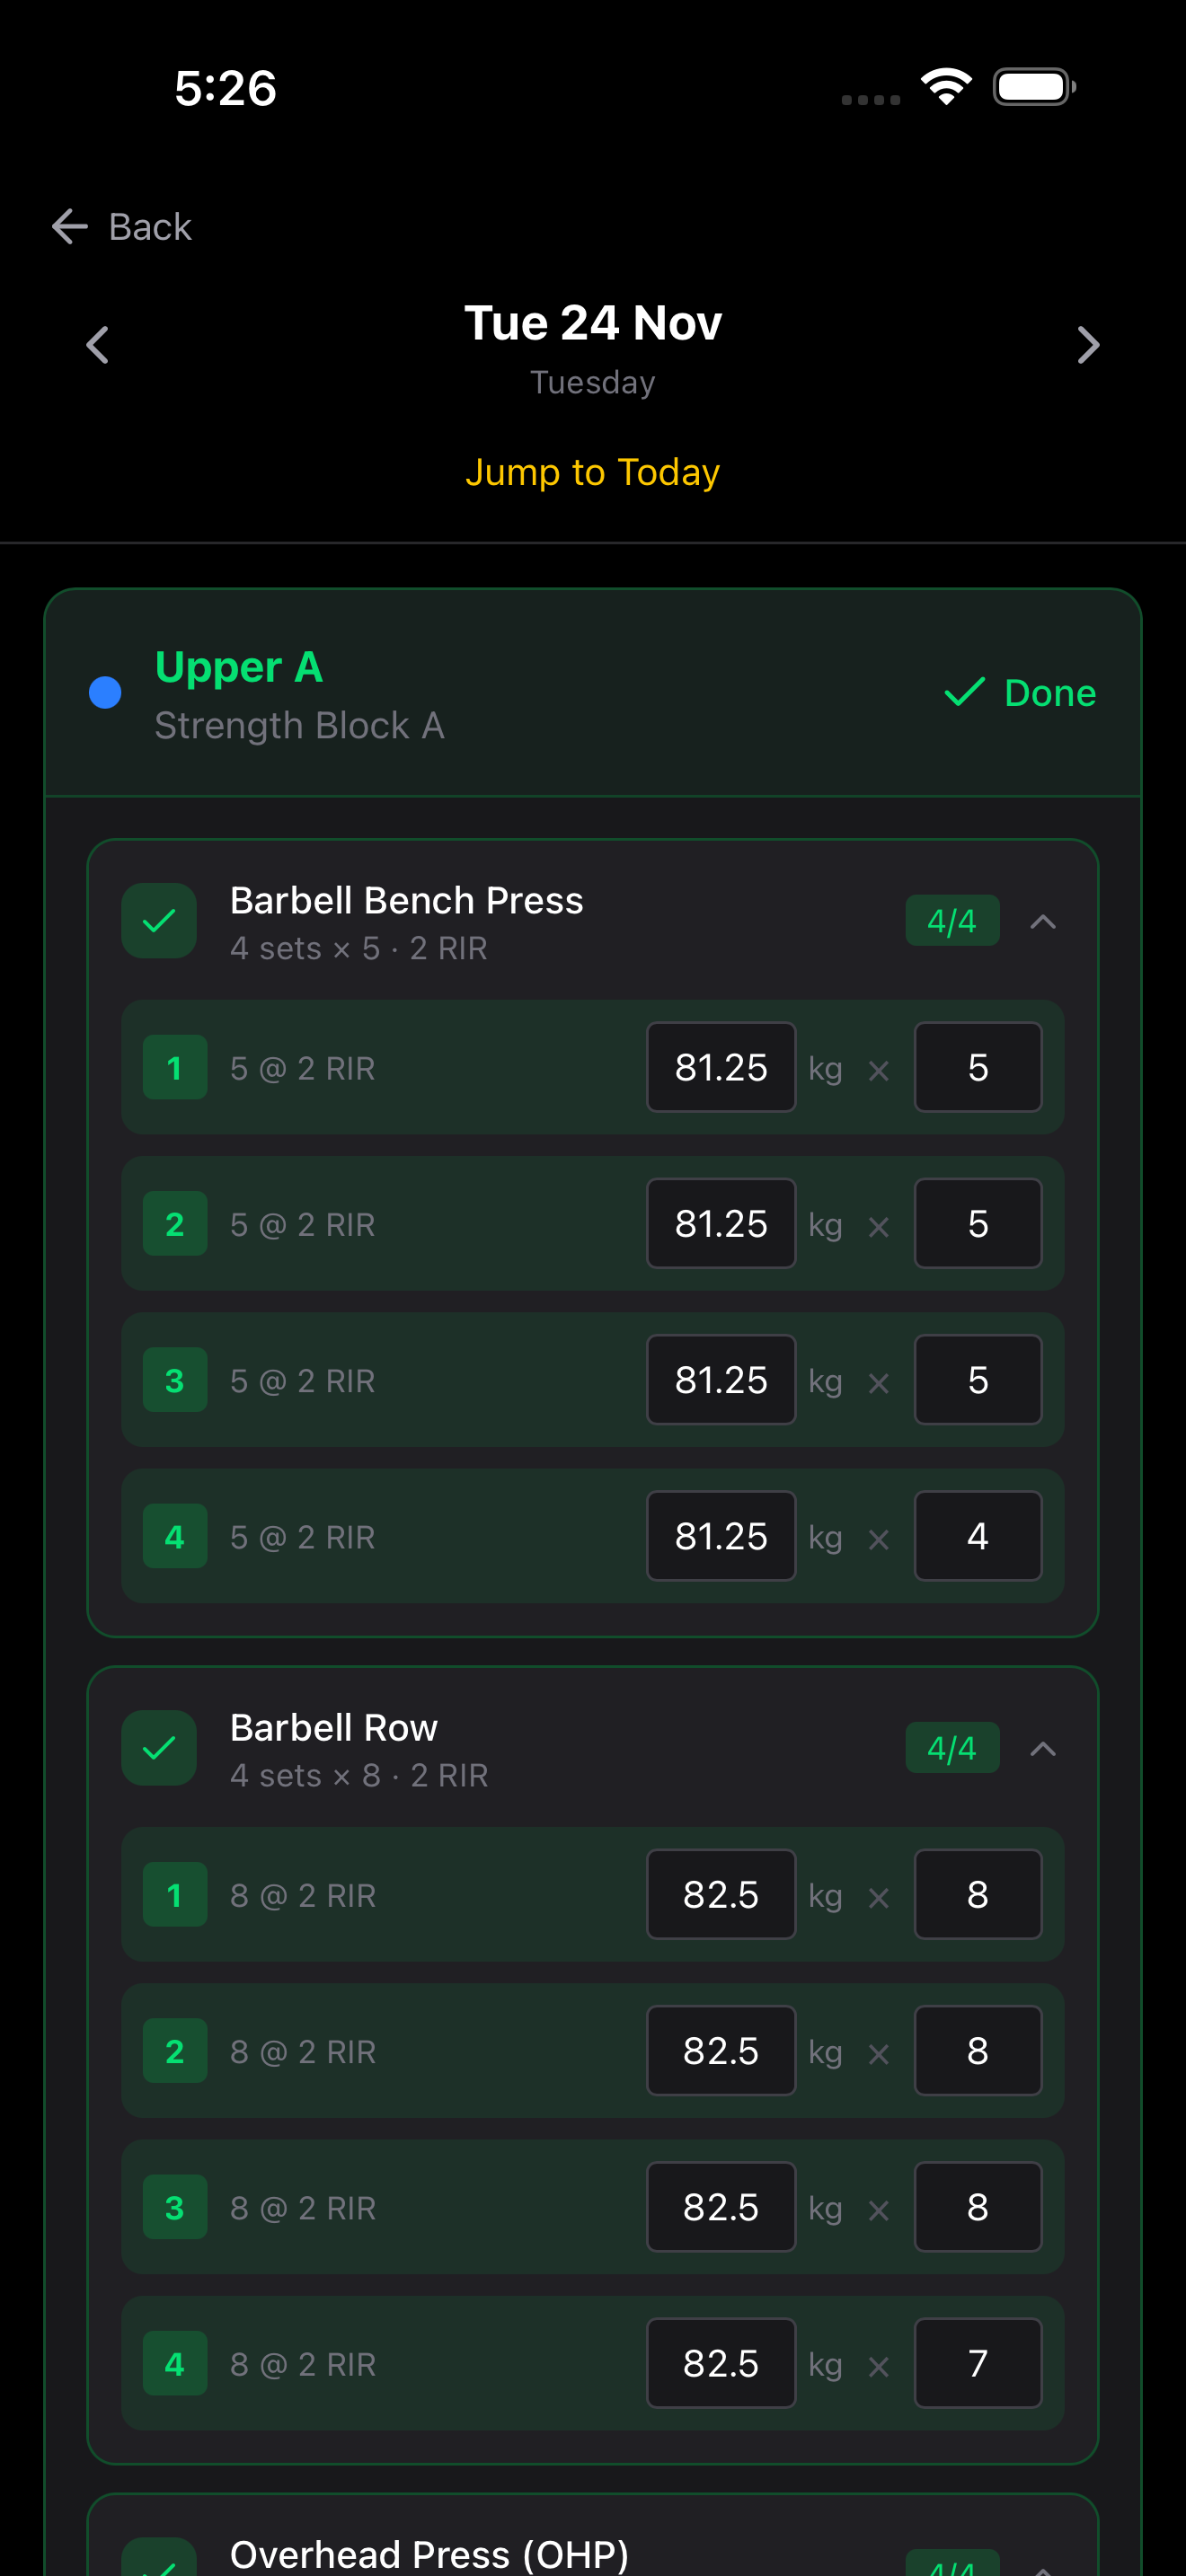 5:26
Back
Tue 24 Nov
Tuesday
Jump to Today
Upper A
Strength Block A
Done
Barbell Bench Press
4 sets × 5 · 2 RIR
4/4
1 5 @ 2 RIR 81.25 kg × 5
2 5 @ 2 RIR 81.25 kg × 5
3 5 @ 2 RIR 81.25 kg × 5
4 5 @ 2 RIR 81.25 kg × 4
Barbell Row
4 sets × 8 · 2 RIR
4/4
1 8 @ 2 RIR 82.5 kg × 8
2 8 @ 2 RIR 82.5 kg × 8
3 8 @ 2 RIR 82.5 kg × 8
4 8 @ 2 RIR 82.5 kg × 7
Overhead Press (OHP)
4/4